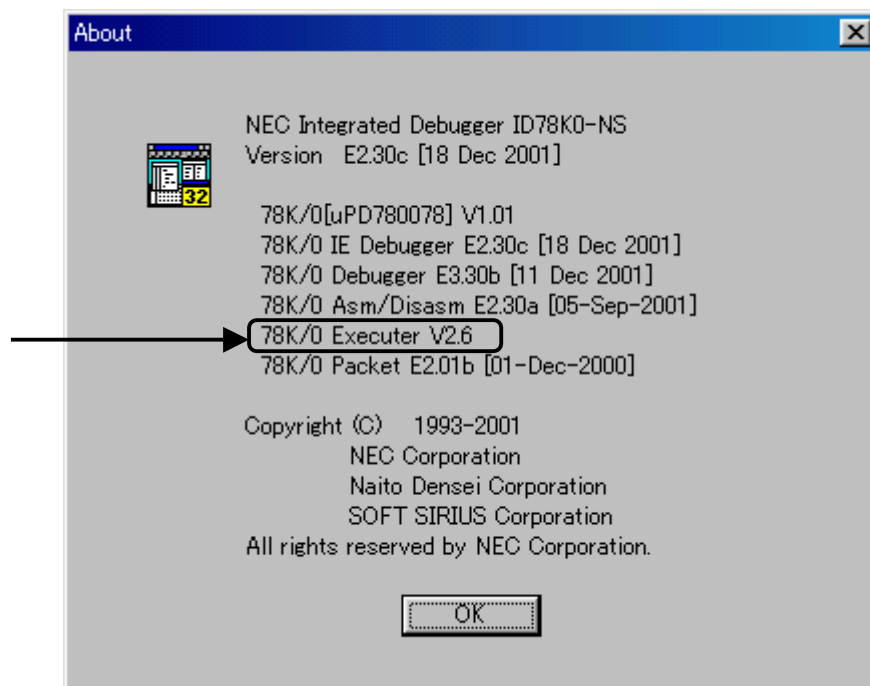 About
NEC Integrated Debugger ID78K0-NS
Version E2.30c [18 Dec 2001]
32
78K/0[uPD780078] V1.01
78K/0 IE Debugger E2.30c [18 Dec 2001]
78K/0 Debugger E3.30b [11 Dec 2001]
78K/0 Asm/Disasm E2.30a [05-Sep-2001]
78K/0 Executer V2.6
78K/0 Packet E2.01b [01-Dec-2000]
Copyright (C) 1993-2001
NEC Corporation
Naito Densei Corporation
SOFT SIRIUS Corporation
All rights reserved by NEC Corporation.
OK